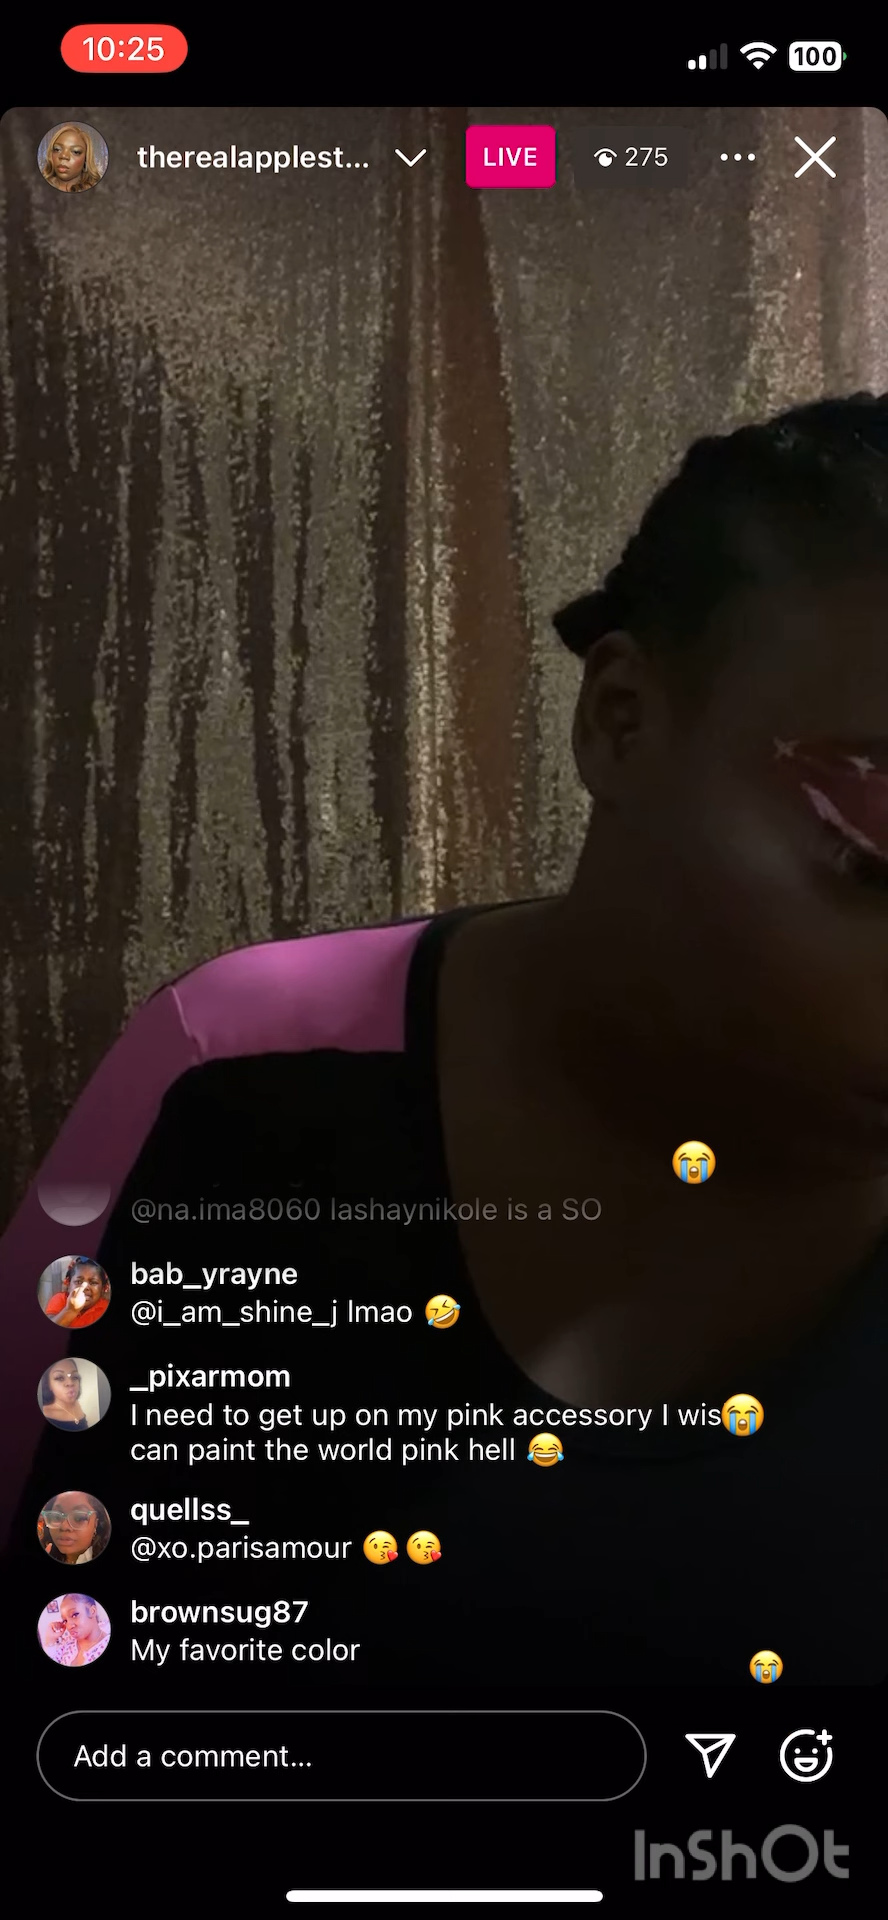 10:25
100
therealapplest...
LIVE
275
@na.ima8060 lashaynikole is a SO
bab_yrayne
@i_am_shine_j lmao 🤣
_pixarmom
I need to get up on my pink accessory I wis
can paint the world pink hell 😂
quellss_
@xo.parisamour 😘😘
brownsug87
My favorite color
Add a comment...
InShOt